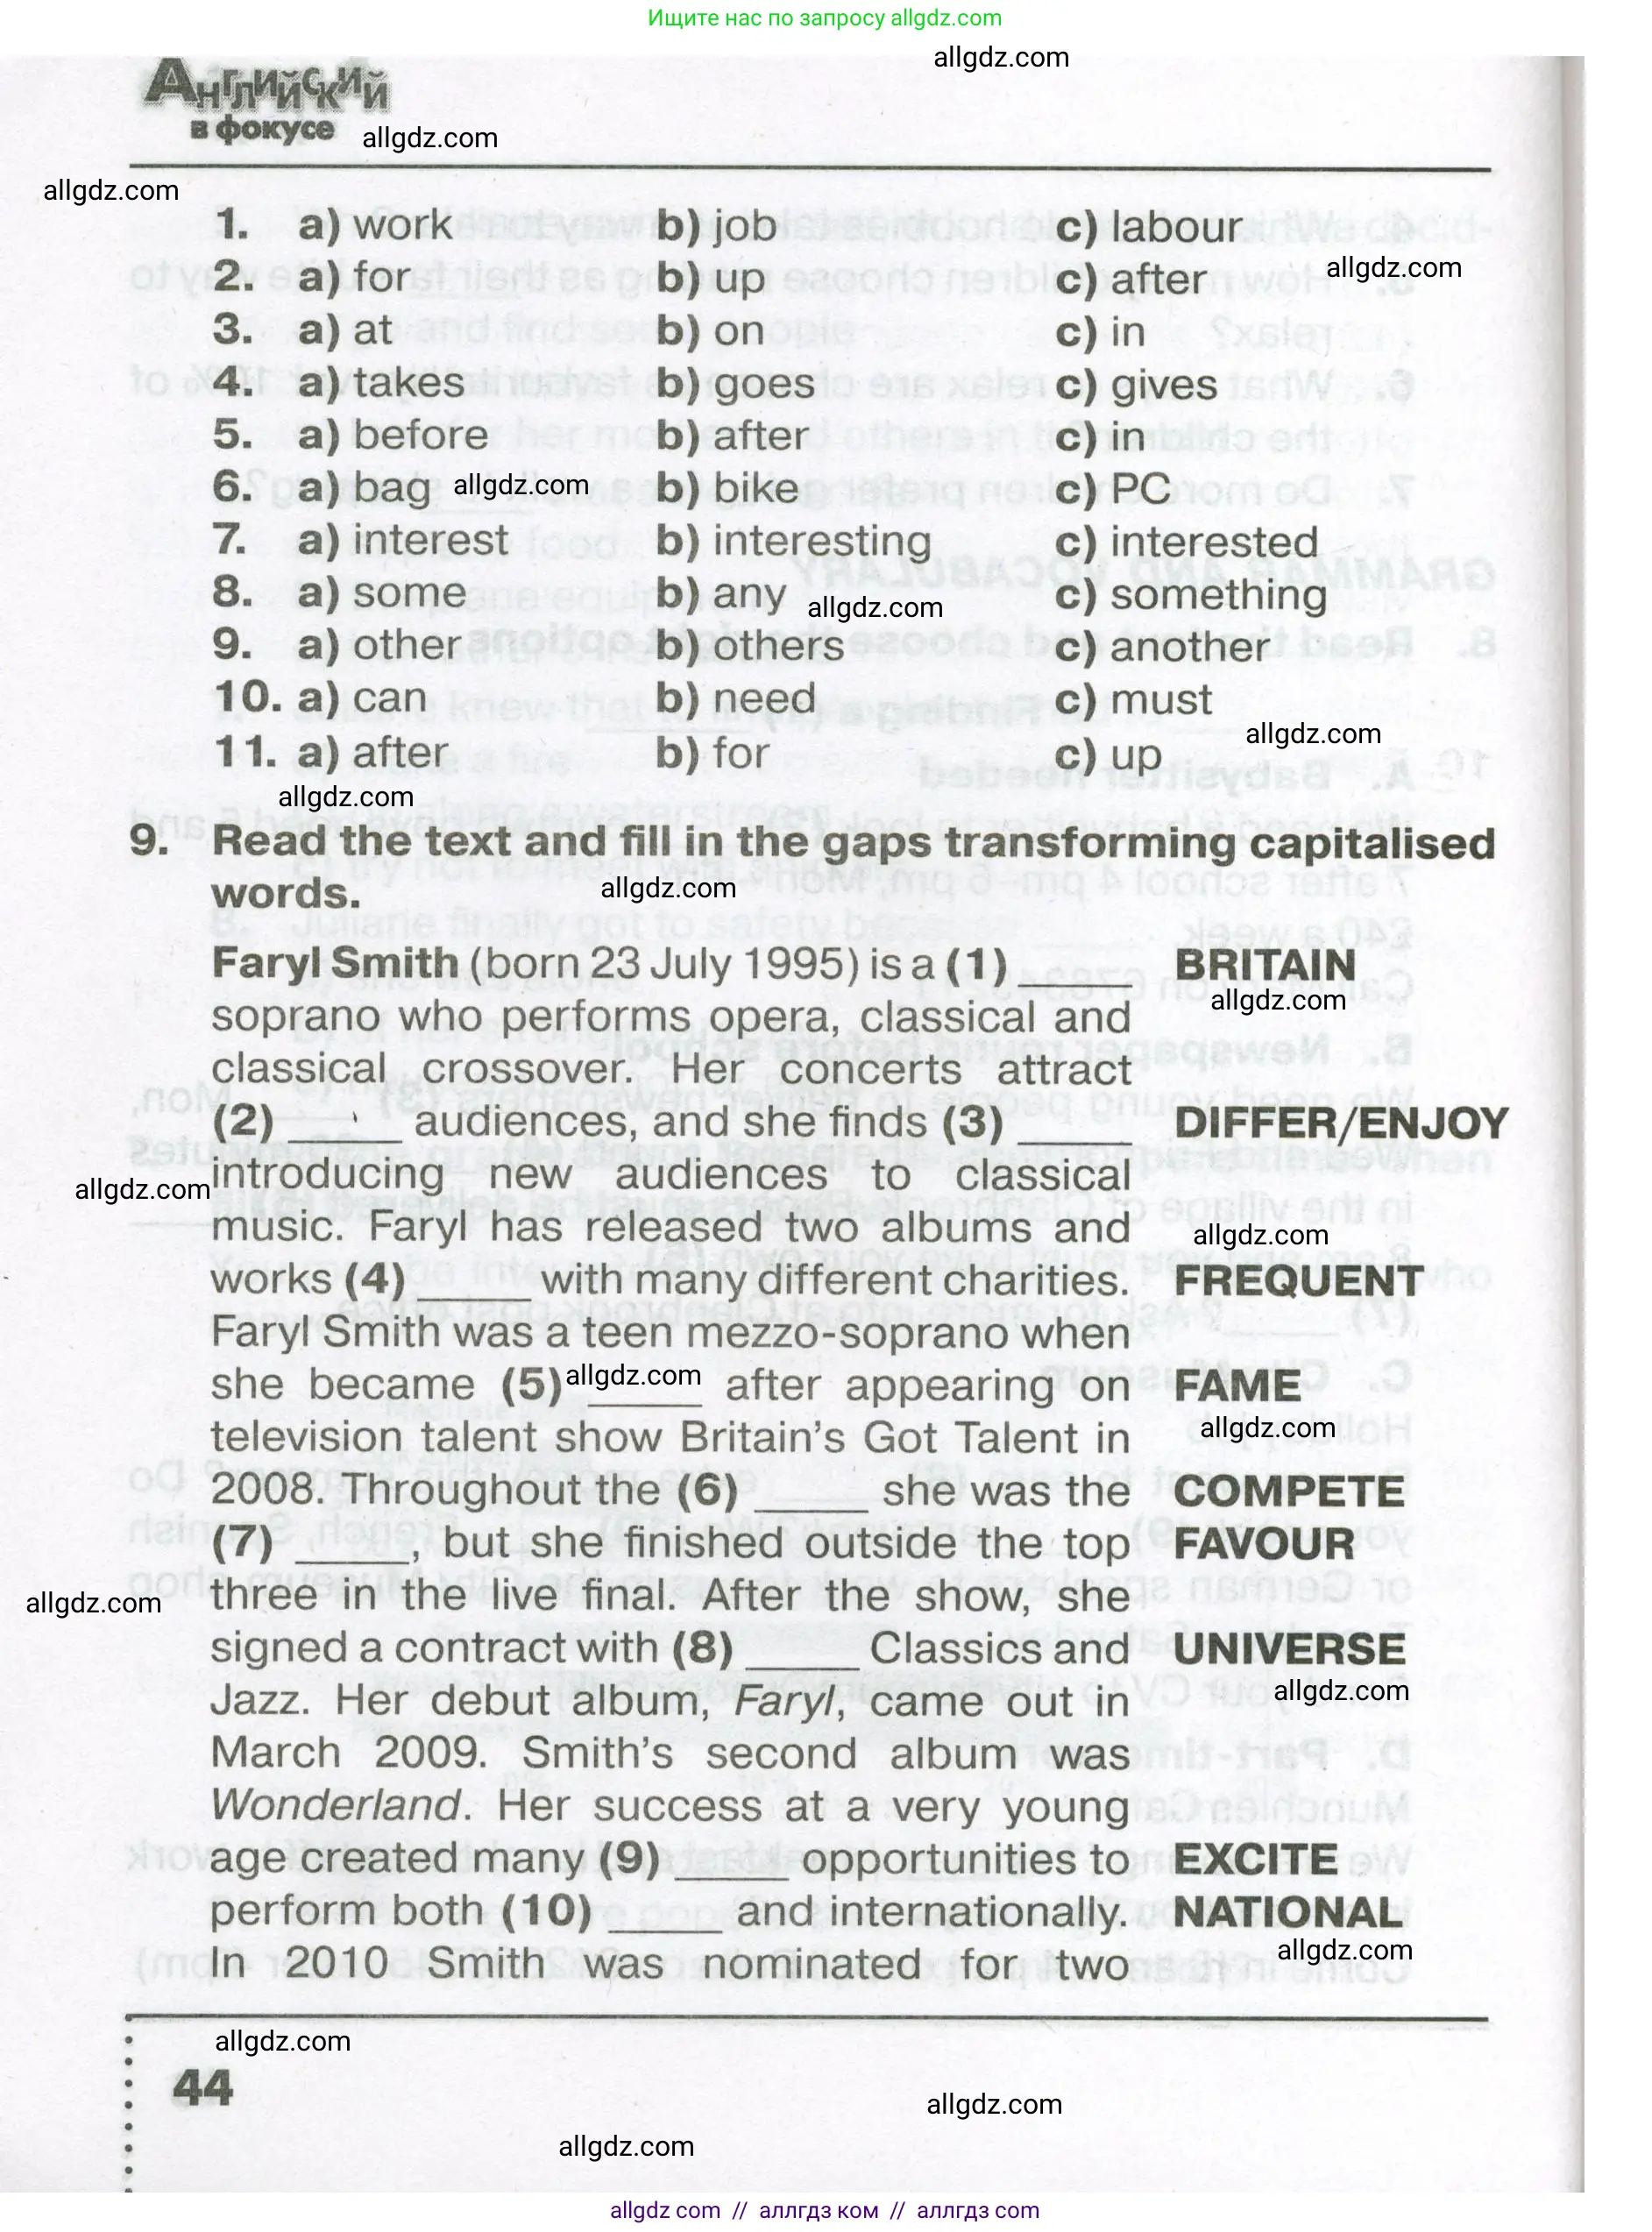 Ищите нас по запросу allgdz.com
allgdz.com
Английский
в фокусе
allgdz.com
allgdz.com
1. a) work b) job c) labour
2. a) for b) up c) after
allgdz.com
3. a) at b) on c) in
4. a) takes b) goes c) gives
5. a) before b) after c) in
6. a) bag allgdz.com b) bike c) PC
7. a) interest b) interesting c) interested
8. a) some b) any allgdz.com c) something
9. a) other b) others c) another
10. a) can b) need c) must
allgdz.com
11. a) after b) for c) up
allgdz.com
9. Read the text and fill in the gaps transforming capitalised
words.
allgdz.com
Faryl Smith (born 23 July 1995) is a (1) _____ BRITAIN
allgdz.com
soprano who performs opera, classical and
classical crossover. Her concerts attract
(2) _____ audiences, and she finds (3) _____ DIFFER/ENJOY
allgdz.com
introducing new audiences to classical
music. Faryl has released two albums and
allgdz.com
works (4) _____ with many different charities. FREQUENT
Faryl Smith was a teen mezzo-soprano when
she became (5) allgdz.com _____ after appearing on FAME
allgdz.com
television talent show Britain's Got Talent in
2008. Throughout the (6) _____ she was the COMPETE
(7) _____, but she finished outside the top FAVOUR
allgdz.com
three in the live final. After the show, she
signed a contract with (8) _____ Classics and UNIVERSE
allgdz.com
Jazz. Her debut album, Faryl, came out in
March 2009. Smith's second album was
Wonderland. Her success at a very young
age created many (9) _____ opportunities to EXCITE
perform both (10) _____ and internationally. NATIONAL
allgdz.com
In 2010 Smith was nominated for two
allgdz.com
44
allgdz.com
allgdz.com
allgdz com // аллгдз ком // аллгдз com